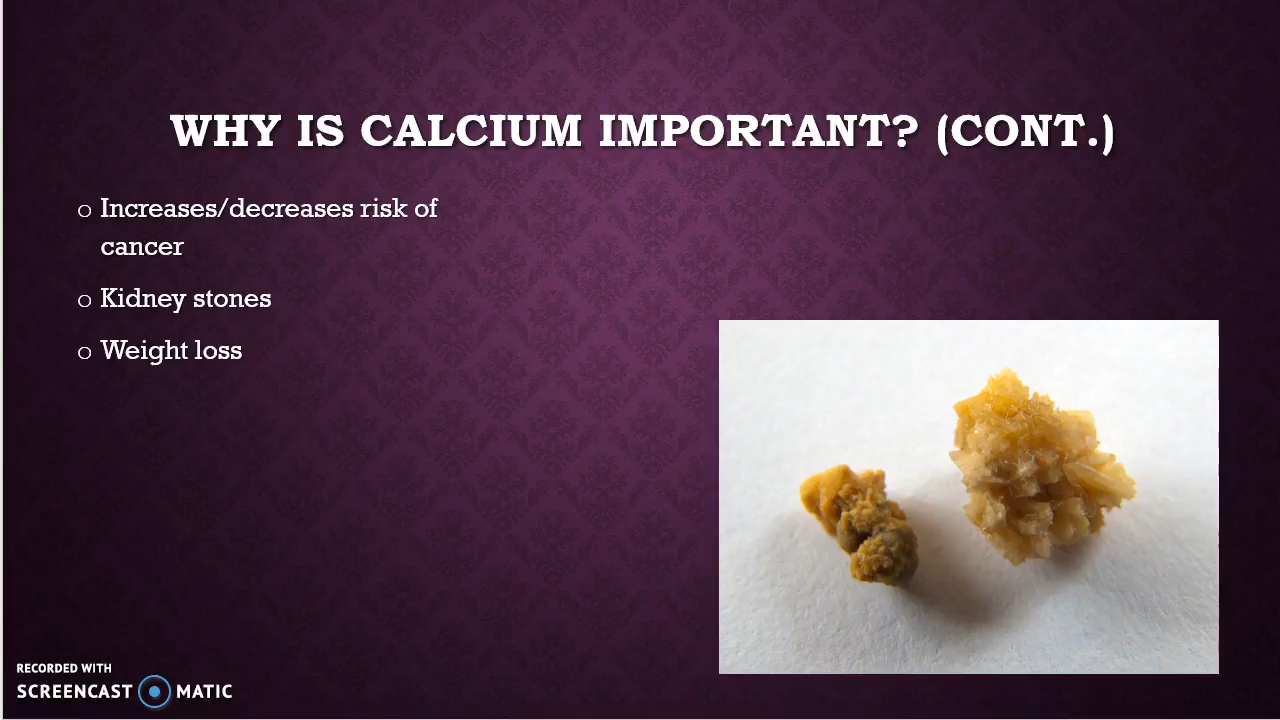 WHY IS CALCIUM IMPORTANT? (CONT.)
o Increases/decreases risk of
cancer
o Kidney stones
o Weight loss
RECORDED WITH
SCREENCAST MATIC